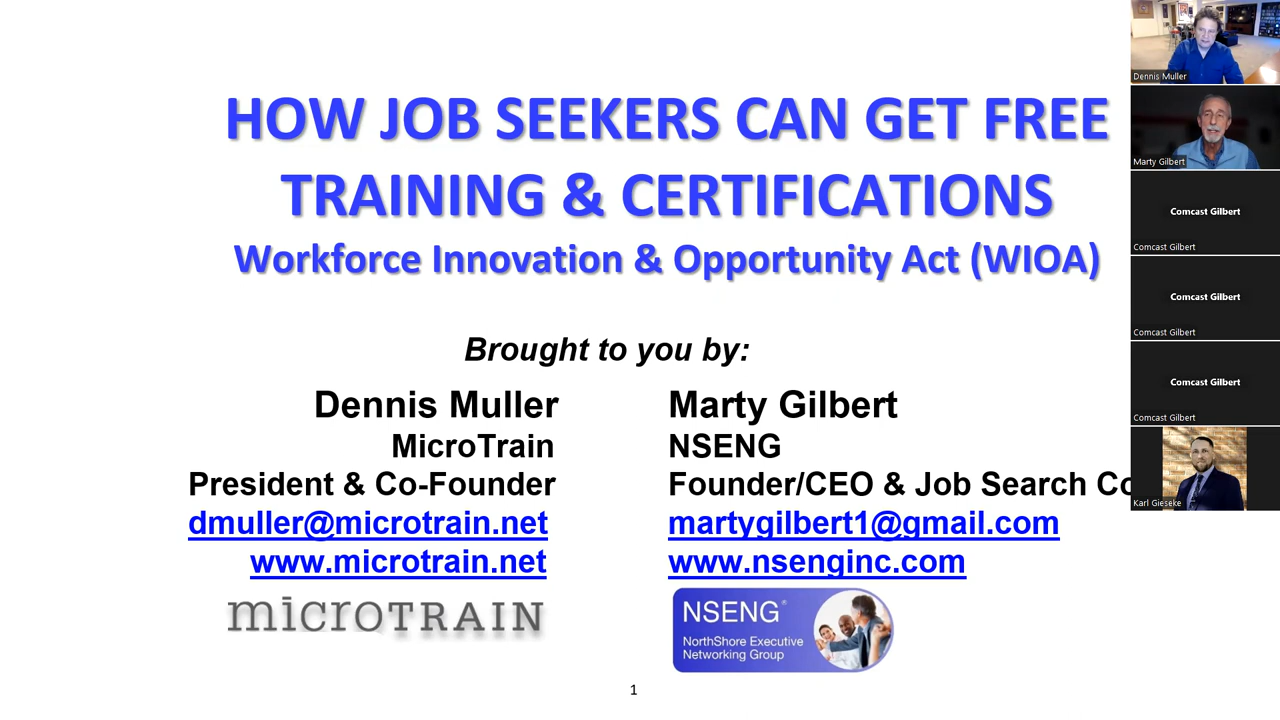 HOW JOB SEEKERS CAN GET FREE
TRAINING & CERTIFICATIONS
Workforce Innovation & Opportunity Act (WIOA)
Brought to you by:
Dennis Muller
MicroTrain
President & Co-Founder
dmuller@microtrain.net
www.microtrain.net
microTRAIN
Marty Gilbert
NSENG
Founder/CEO & Job Search Co
martygilbert1@gmail.com
www.nsenginc.com
NSENG®
NorthShore Executive
Networking Group
1
Dennis Muller
Marty Gilbert
Comcast Gilbert
Comcast Gilbert
Comcast Gilbert
Comcast Gilbert
Comcast Gilbert
Comcast Gilbert
Karl Gieseke